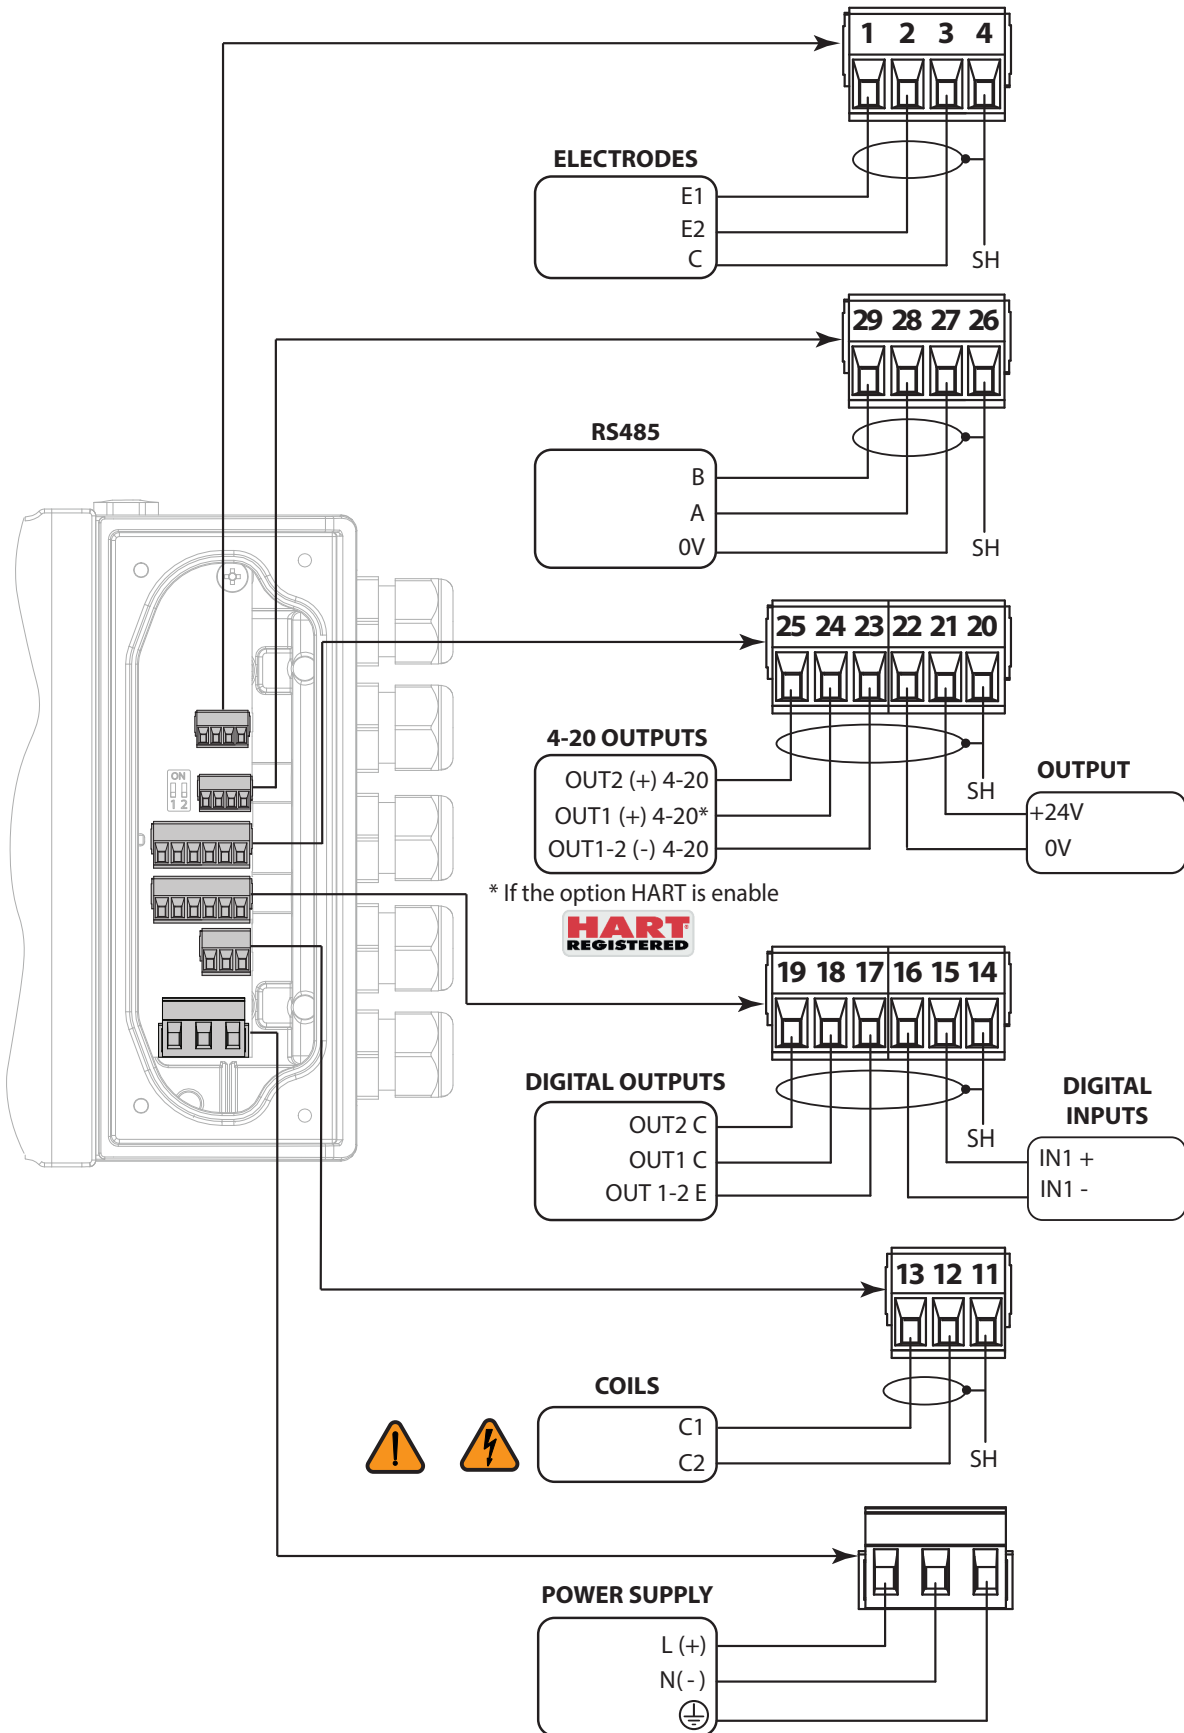 1 2 3 4
ELECTRODES
E1
E2
C
SH
29 28 27 26
RS485
B
A
0V
SH
25 24 23 22 21 20
4-20 OUTPUTS
OUT2 (+) 4-20
OUT1 (+) 4-20*
OUT1-2 (-) 4-20
SH
OUTPUT
+24V
0V
* If the option HART is enable
HART
REGISTERED
ON
1 2
19 18 17 16 15 14
DIGITAL OUTPUTS
OUT2 C
OUT1 C
OUT 1-2 E
SH
DIGITAL
INPUTS
IN1 +
IN1 -
13 12 11
COILS
C1
C2
SH
POWER SUPPLY
L (+)
N( - )